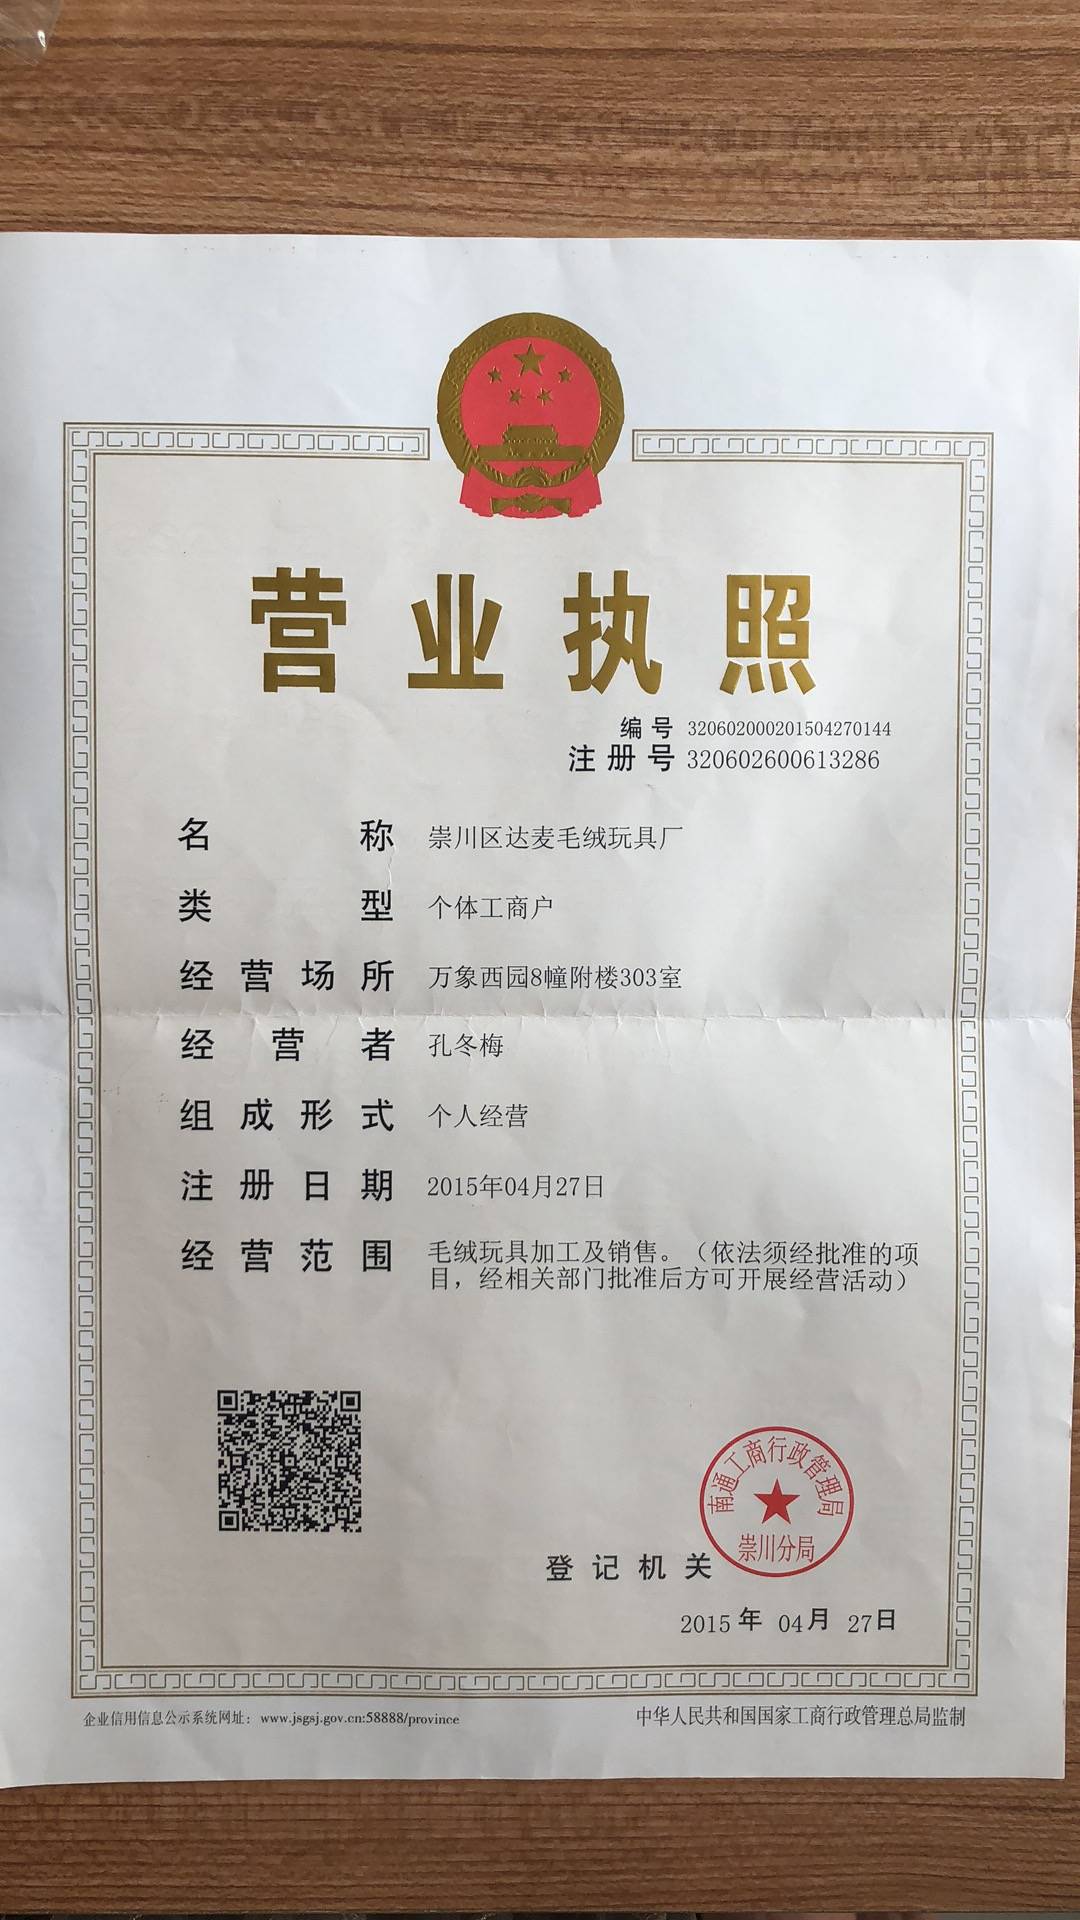 营业执照
编号 320602000201504270144
注册号 320602600613286
名称 崇川区达麦毛绒玩具厂
类型 个体工商户
经营场所 万象西园8幢附楼303室
经营者 孔冬梅
组成形式 个人经营
注册日期 2015年04月27日
经营范围 毛绒玩具加工及销售。（依法须经批准的项
目，经相关部门批准后方可开展经营活动）
南通工商行政管理局
崇川分局
登记机关
2015年 04月 27日
企业信用信息公示系统网址：www.jsgsj.gov.cn:58888/province
中华人民共和国国家工商行政管理总局监制